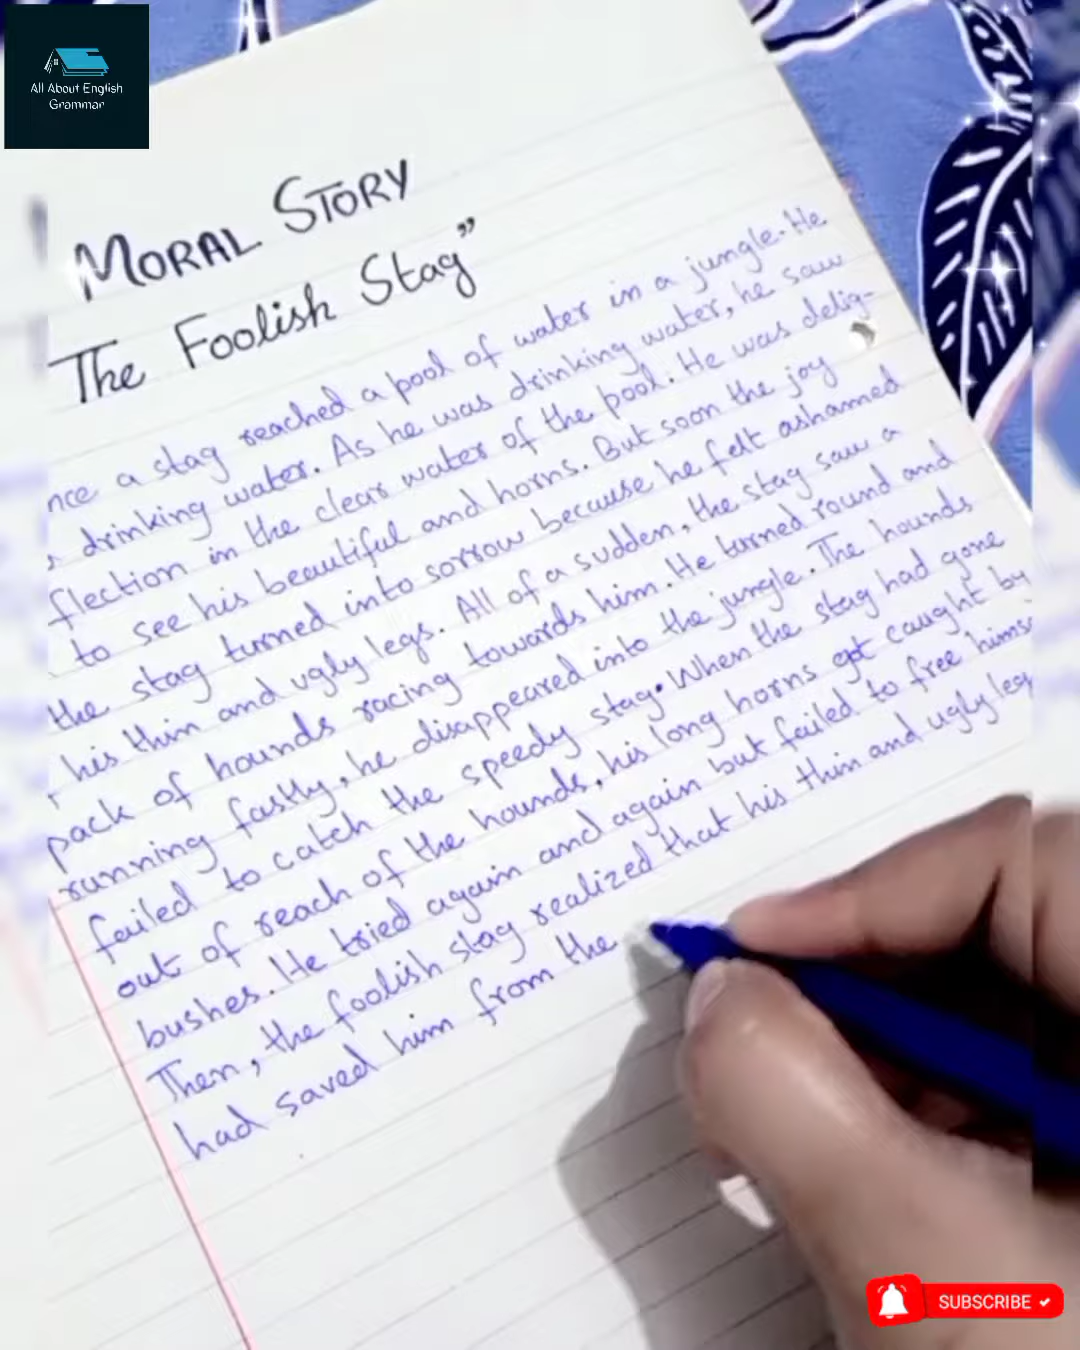 All About English
Grammar
MORAL STORY
The Foolish Stag"
nce a stag reached a pool of water in a jungle. He
drinking water. As he was drinking water, he saw
flection in the clear water of the pool. He was delig-
to see his beautiful and horns. But soon the joy
the stag turned into sorrow because he felt ashamed
his thin and ugly legs. All of a sudden, the stag saw a
pack of hounds racing towards him. He turned round and
running fastly, he disappeared into the jungle. The hounds
failed to catch the speedy stag. When the stag had gone
out of reach of the hounds, his long horns got caught by
bushes. He tried again and again but failed to free hims
Then, the foolish stag realized that his thin and ugly leg
had saved him from the
SUBSCRIBE